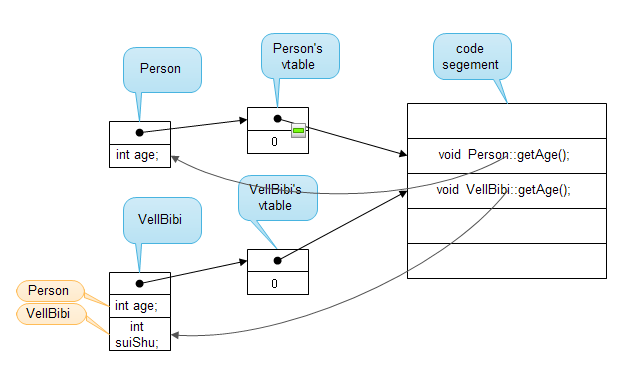 Person
Person's
vtable
code
segement
int age;
0
void Person::getAge();
void VellBibi::getAge();
VellBibi
VellBibi's
vtable
0
Person
VellBibi
int age;
int
suiShu;